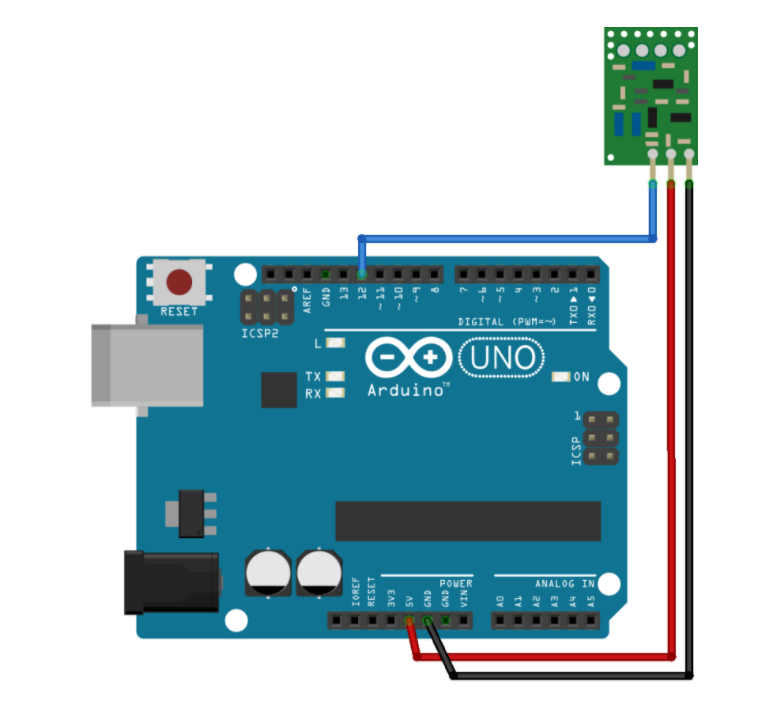 RESET
ICSP2
AREF
GND
13
12
~11
~10
~9
8
7
~6
~5
4
~3
2
TX0▶1
RX0◀0
DIGITAL (PWM=~)
L
TX
RX
UNO
Arduino™
ON
1
ICSP
POWER
ANALOG IN
IOREF
RESET
3V3
5V
GND
GND
VIN
A0
A1
A2
A3
A4
A5